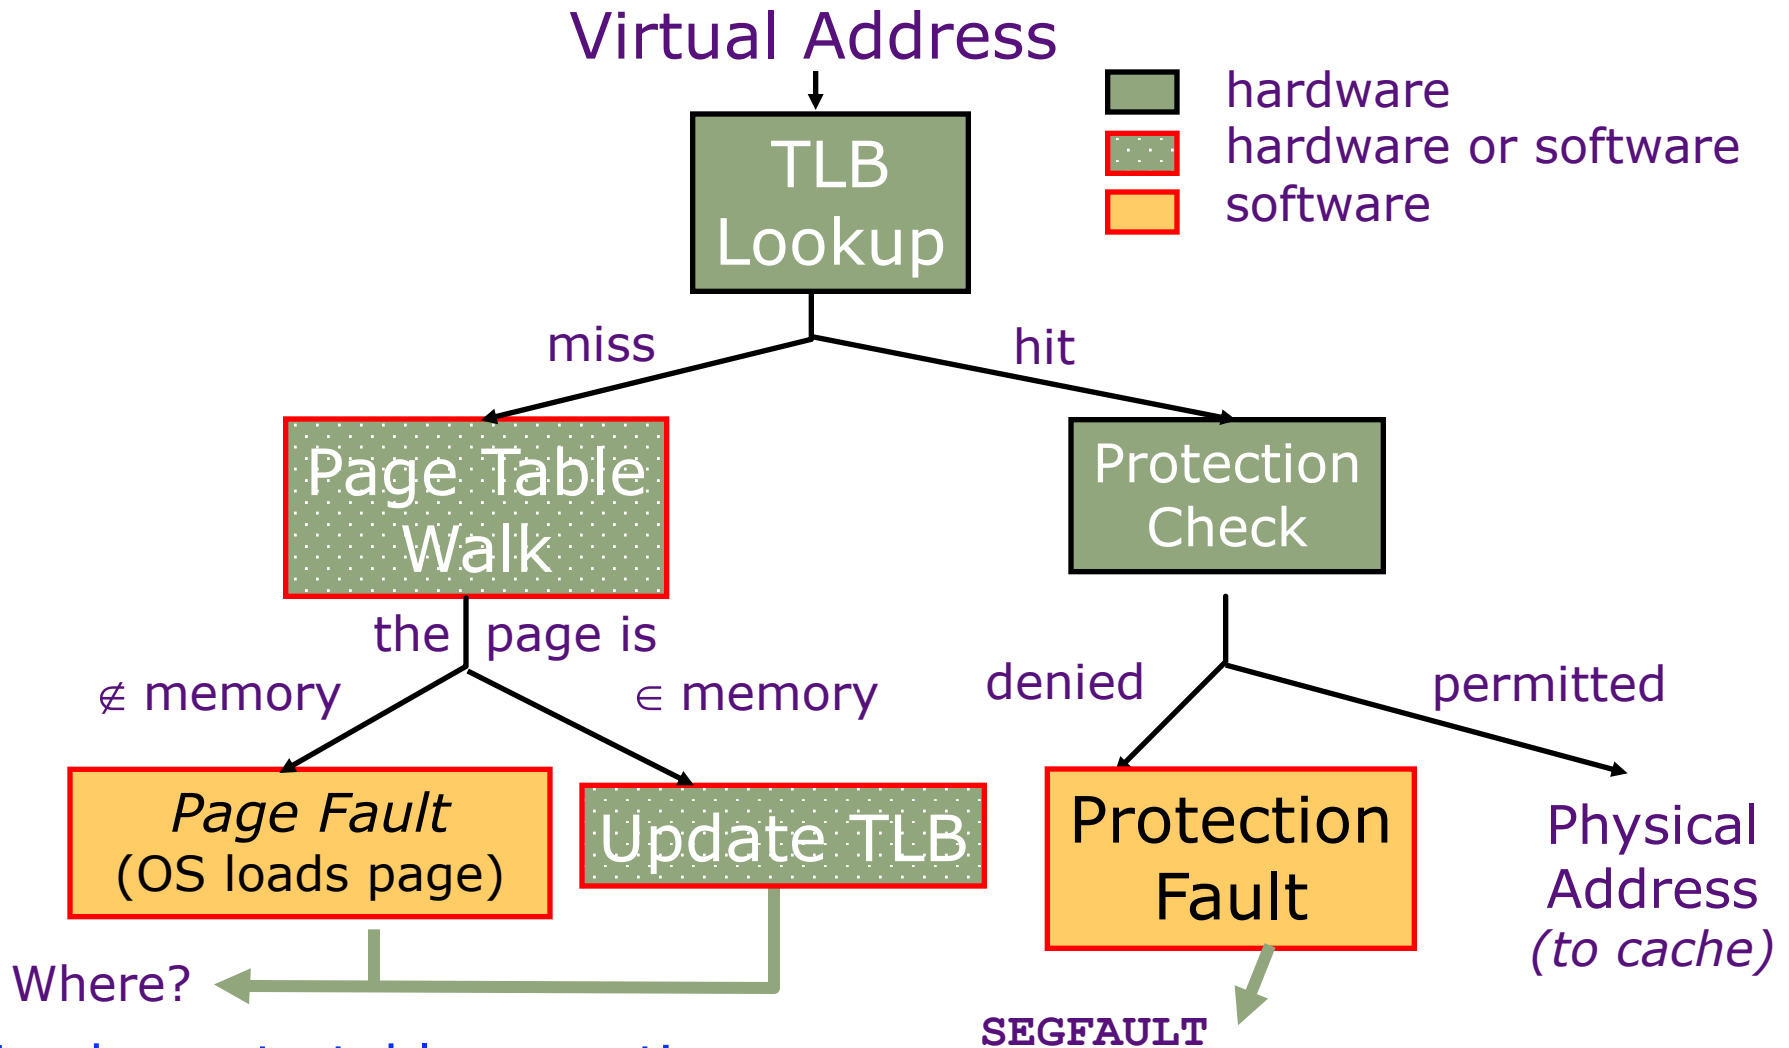 Virtual Address
hardware
hardware or software
software
TLB
Lookup
miss
hit
Page Table
Walk
Protection
Check
the page is
∉ memory
∈ memory
denied
permitted
Page Fault
(OS loads page)
Update TLB
Protection
Fault
Physical
Address
(to cache)
Where?
SEGFAULT